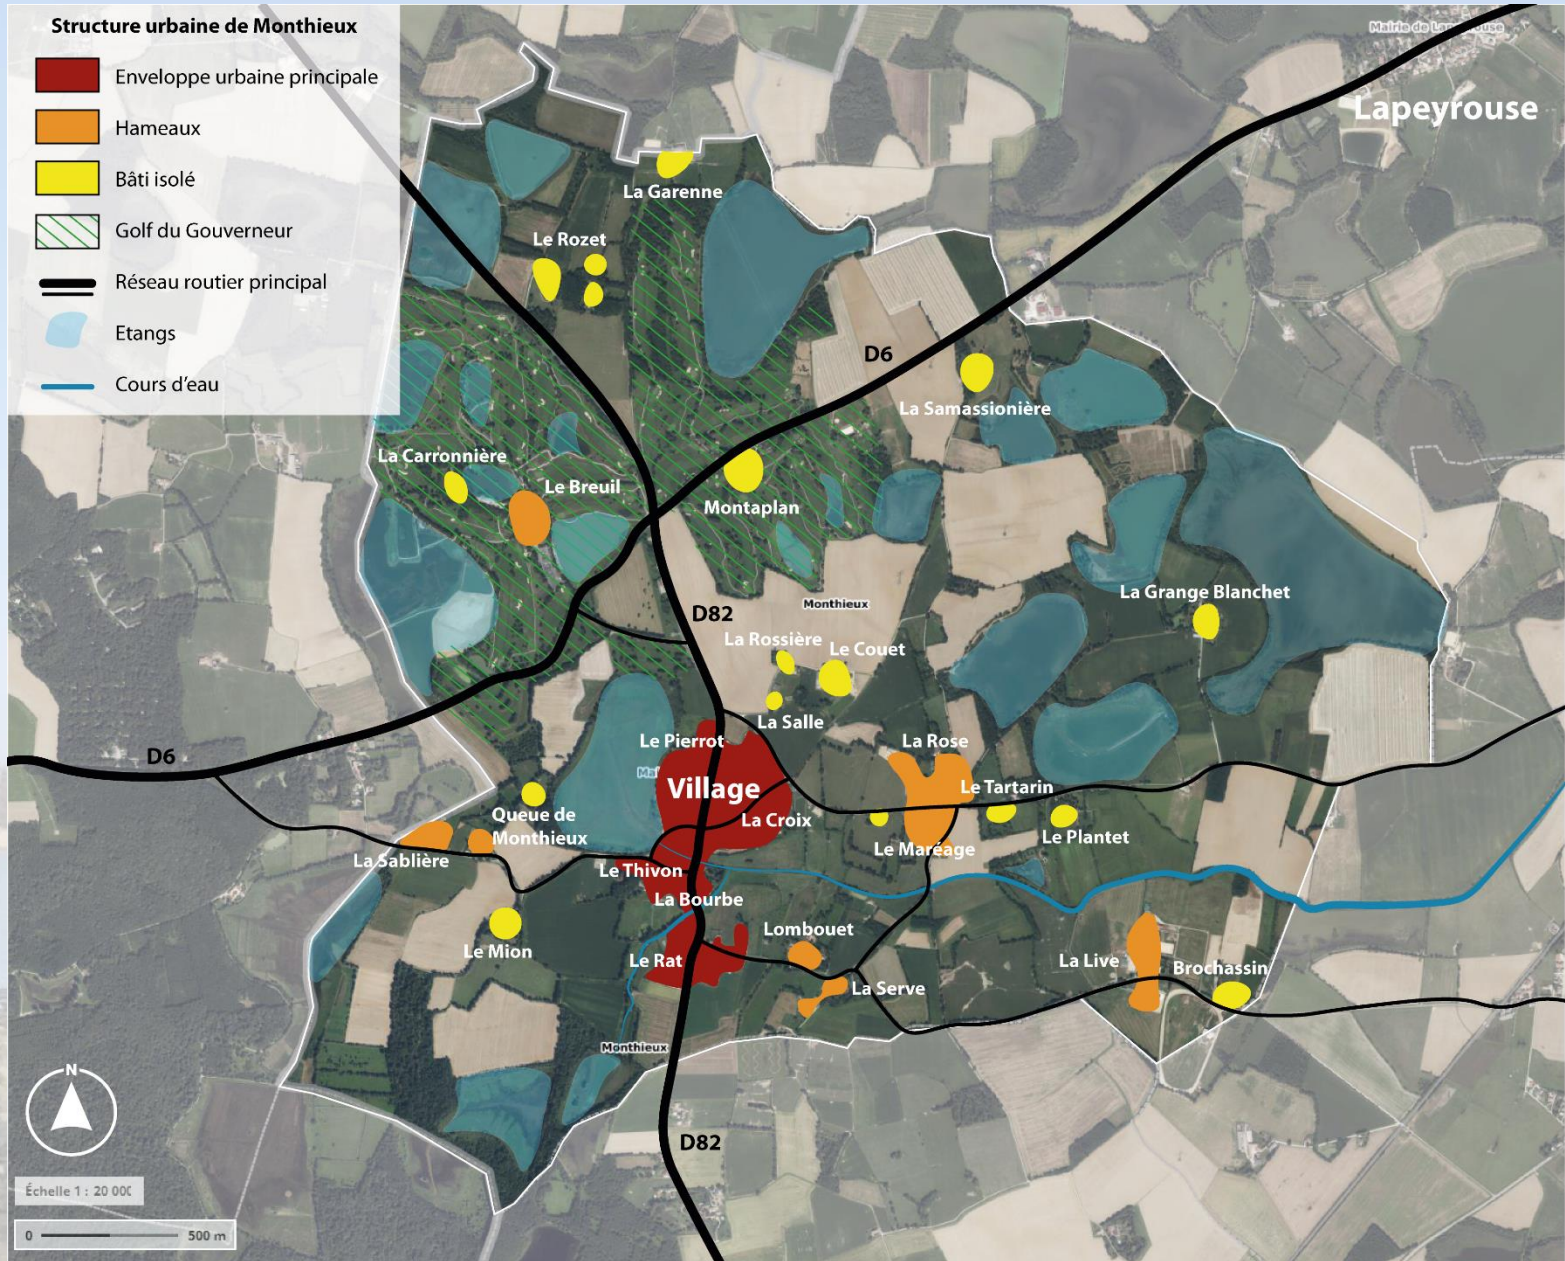 Structure urbaine de Monthieux
Enveloppe urbaine principale
Hameaux
Bâti isolé
Golf du Gouverneur
Réseau routier principal
Etangs
Cours d'eau
Lapeyrouse
La Garenne
Le Rozet
D6
La Samassionière
La Carronnière
Le Breuil
Montaplan
La Grange Blanchet
Monthieux
D82
La Rossière
Le Couet
La Salle
Le Pierrot
La Rose
D6
Village
Le Tartarin
Queue de
Monthieux
La Croix
Le Plantet
Le Maréage
La Sablière
Le Thivon
La Bourbe
Lombouet
Le Mion
Le Rat
La Live
Brochassin
La Serve
Monthieux
N
D82
Échelle 1 : 20 000
0
500 m